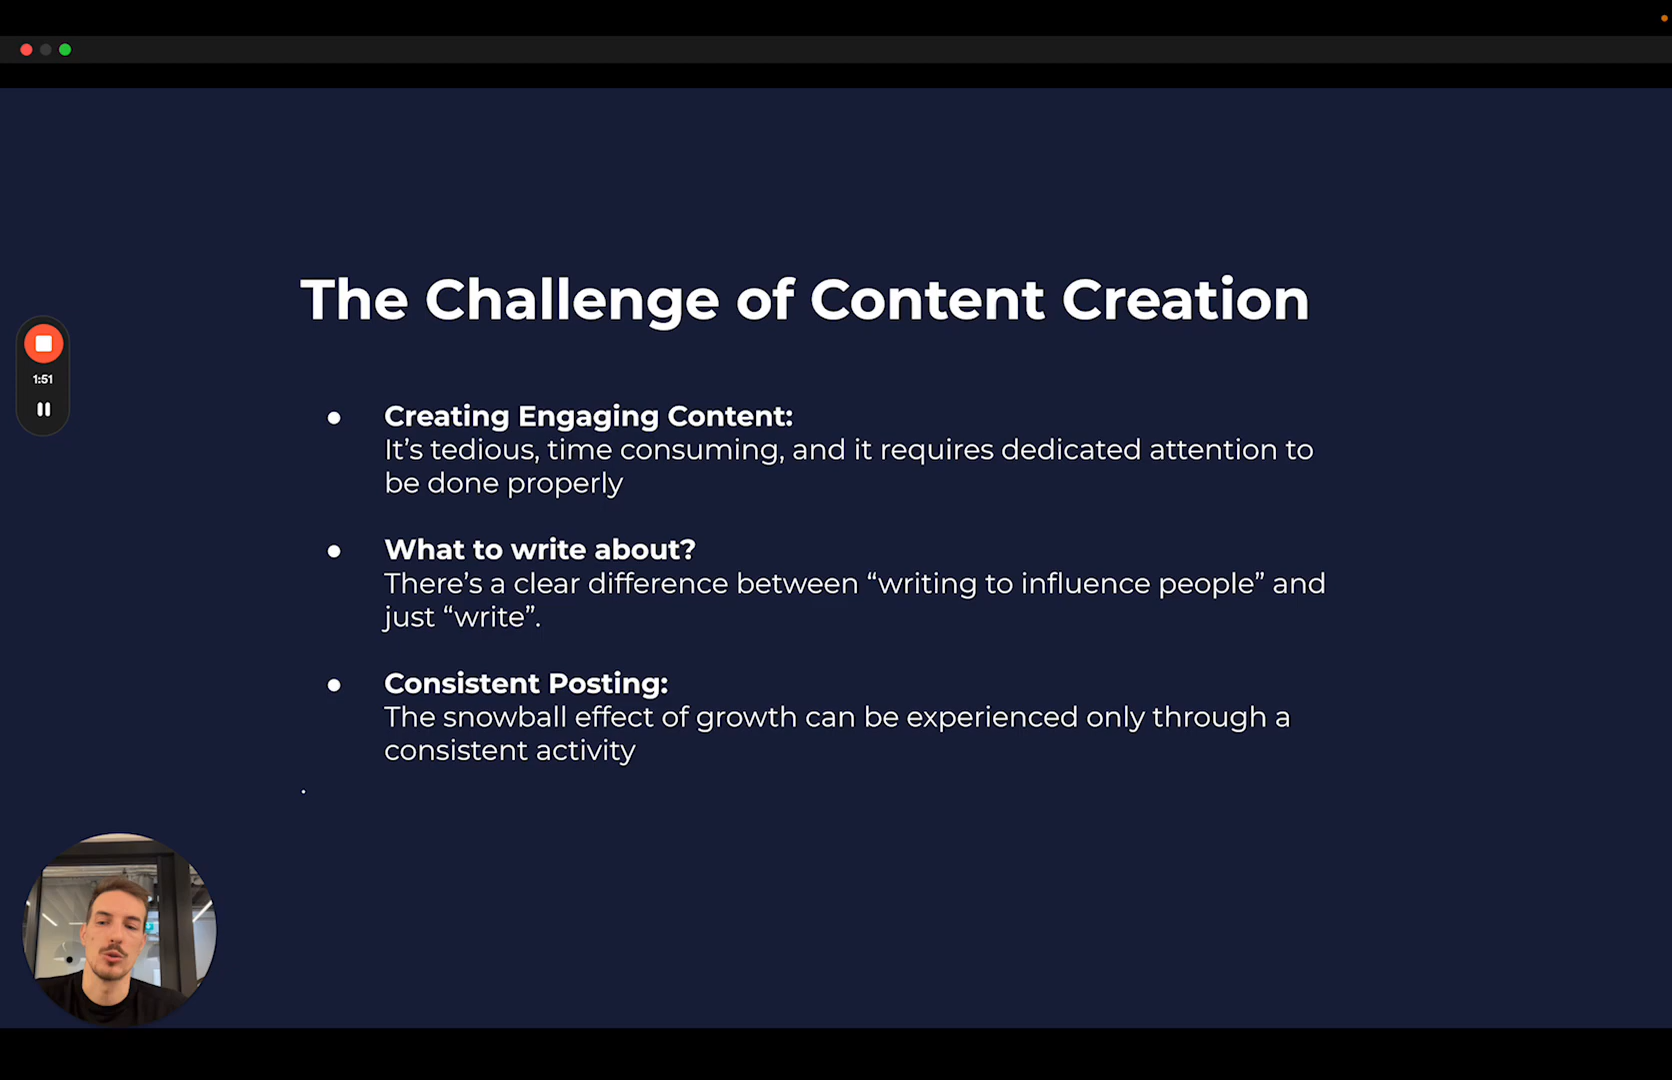 The Challenge of Content Creation
1:51
● Creating Engaging Content:
It’s tedious, time consuming, and it requires dedicated attention to
be done properly
● What to write about?
There’s a clear difference between “writing to influence people” and
just “write”.
● Consistent Posting:
The snowball effect of growth can be experienced only through a
consistent activity
.